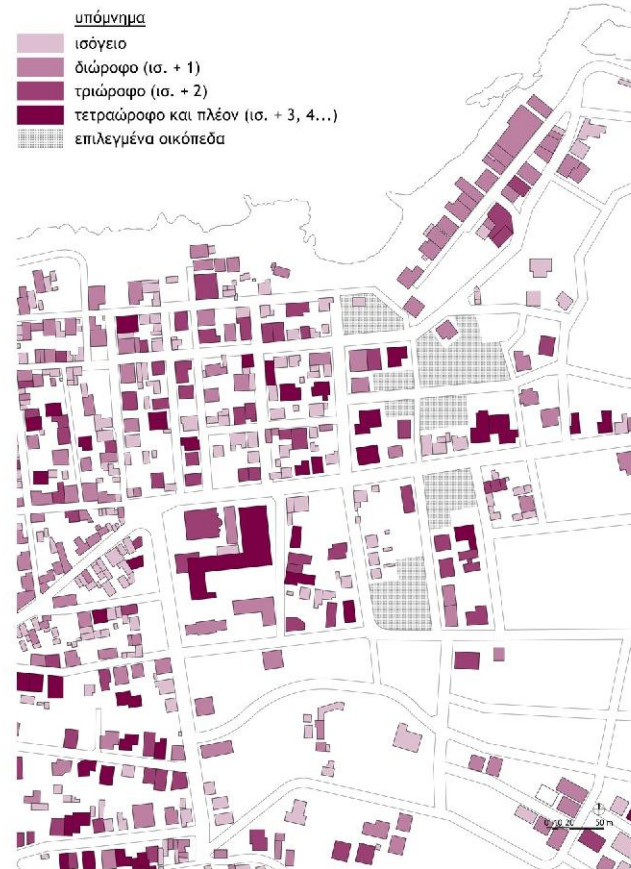 υπόμνημα
ισόγειο
διώροφο (ισ. + 1)
τριώροφο (ισ. + 2)
τετραώροφο και πλέον (ισ. + 3, 4...)
επιλεγμένα οικόπεδα
50 m